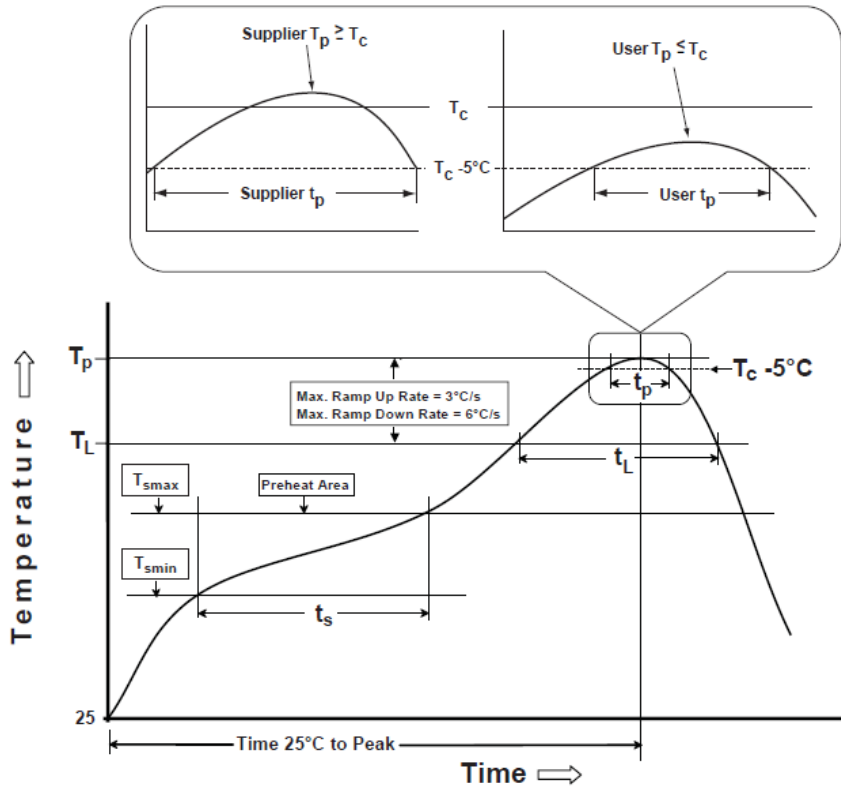 Supplier Tp ≥ Tc
User Tp ≤ Tc
Tc
Tc -5°C
Supplier tp
User tp
Tp
Tc -5°C
tp
Max. Ramp Up Rate = 3°C/s
Max. Ramp Down Rate = 6°C/s
TL
tL
Tsmax
Preheat Area
Tsmin
ts
Temperature
25
Time 25°C to Peak
Time